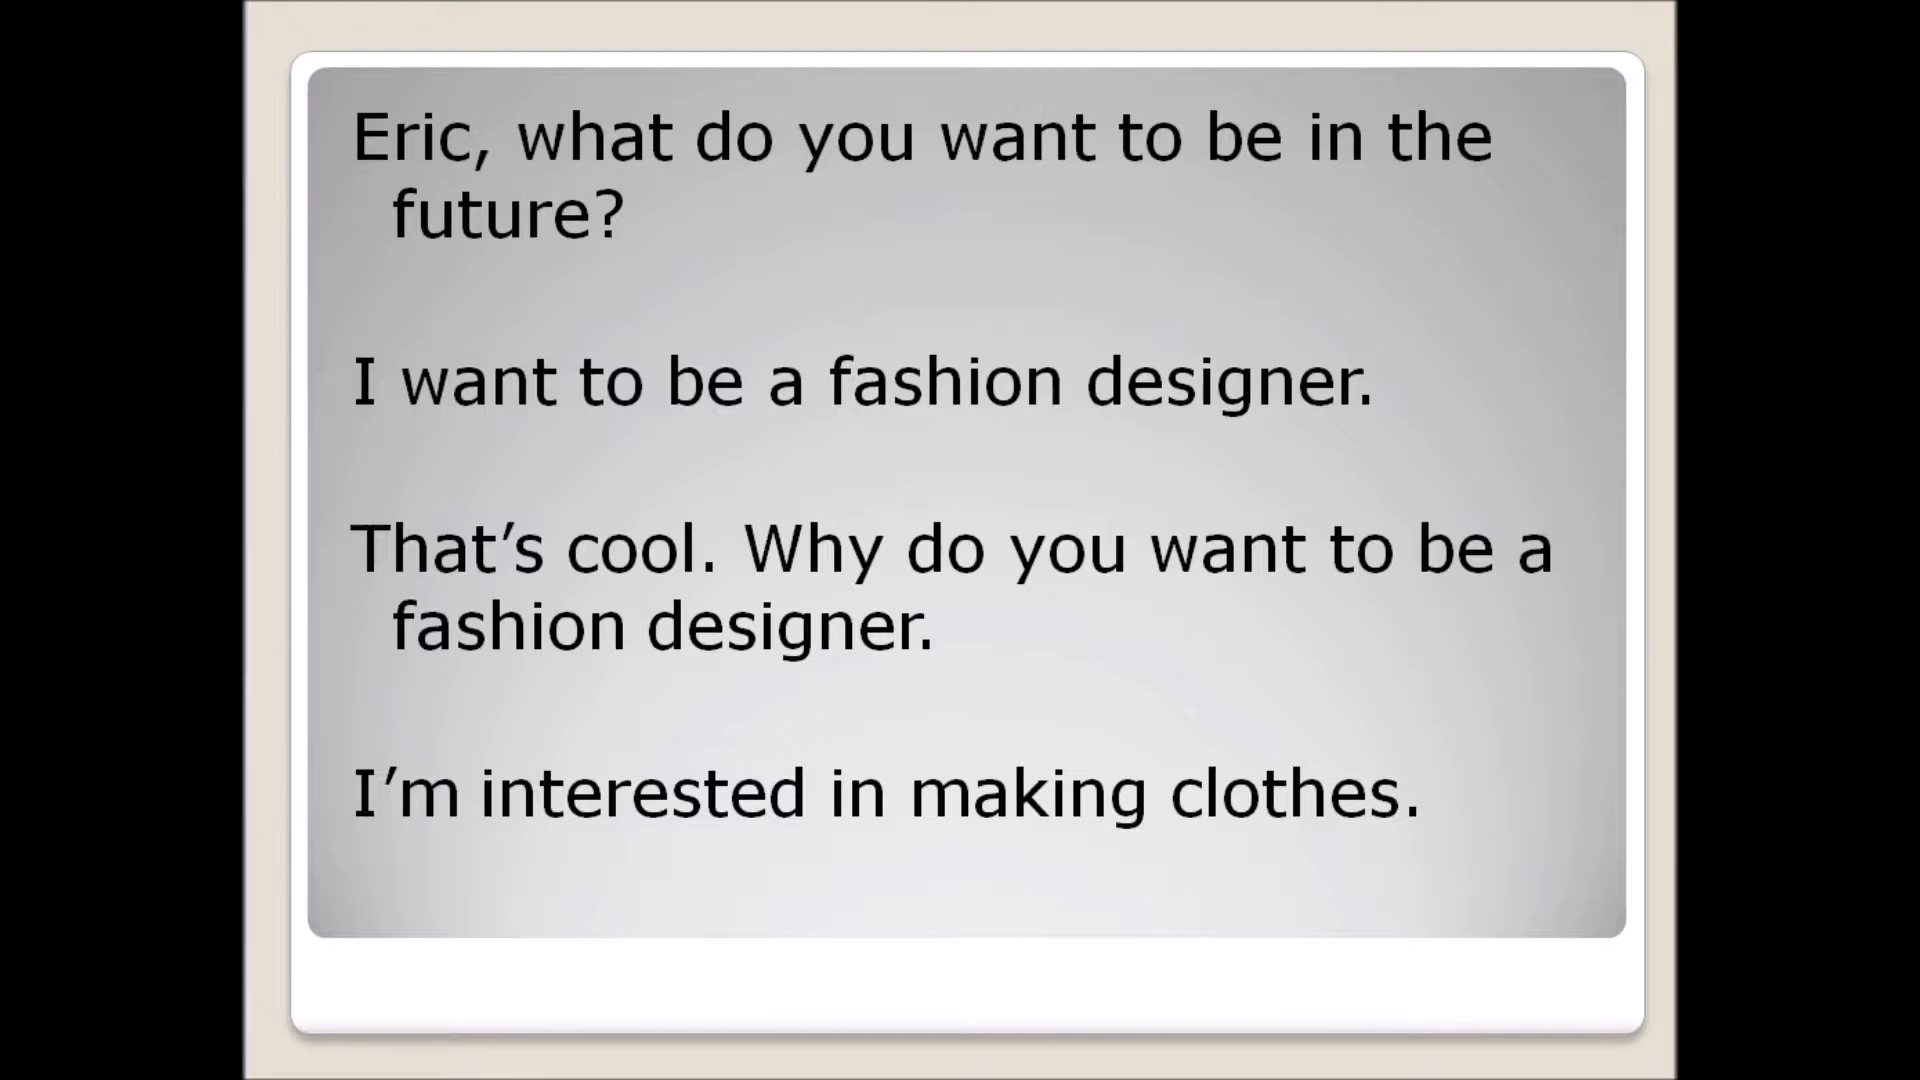 Eric, what do you want to be in the
future?
I want to be a fashion designer.
That’s cool. Why do you want to be a
fashion designer.
I’m interested in making clothes.